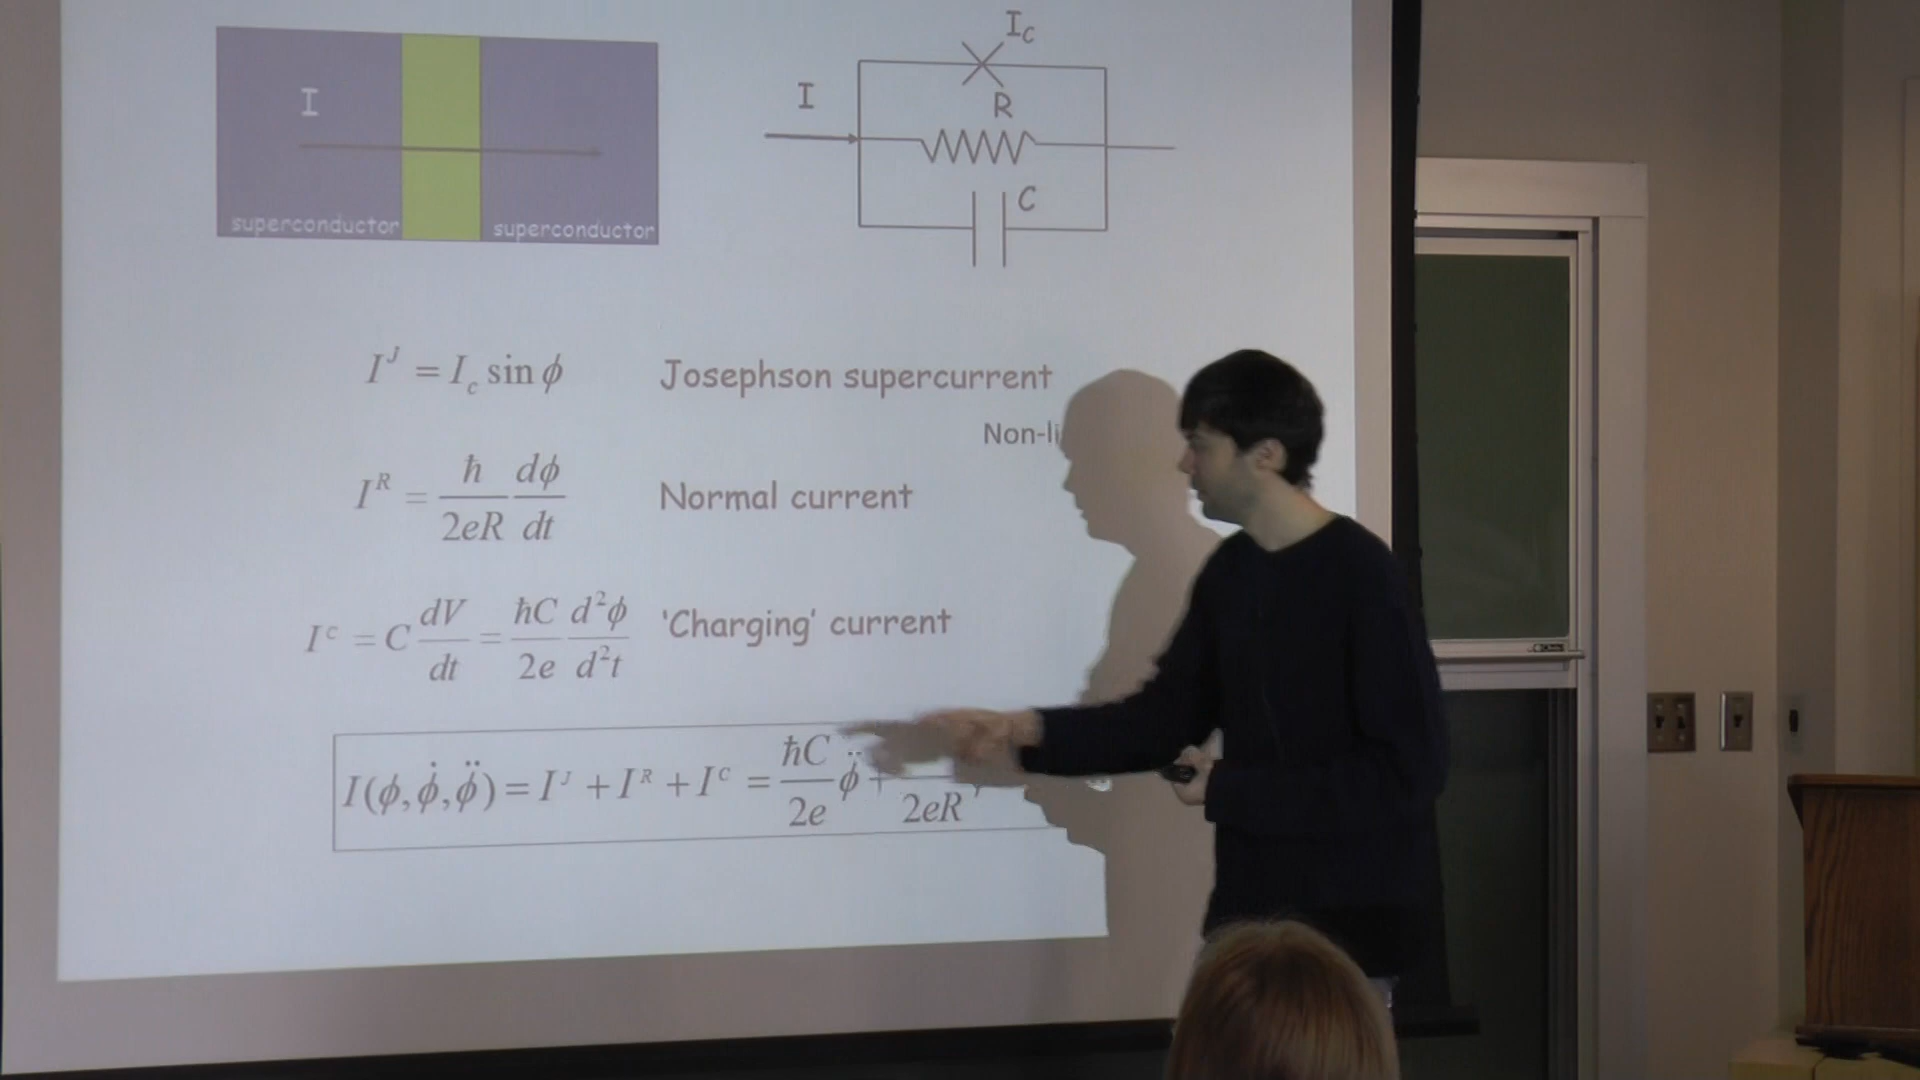 I
superconductor superconductor
I_C
I
R
C
I^J = I_c sin ϕ Josephson supercurrent
Non-li
I^R = ħ/2eR dϕ/dt Normal current
I^C = C dV/dt = ħC/2e d²ϕ/d²t 'Charging' current
I(ϕ, ϕ̇, ϕ̈) = I^J + I^R + I^C = ħC/2e ϕ̈ + /2eR